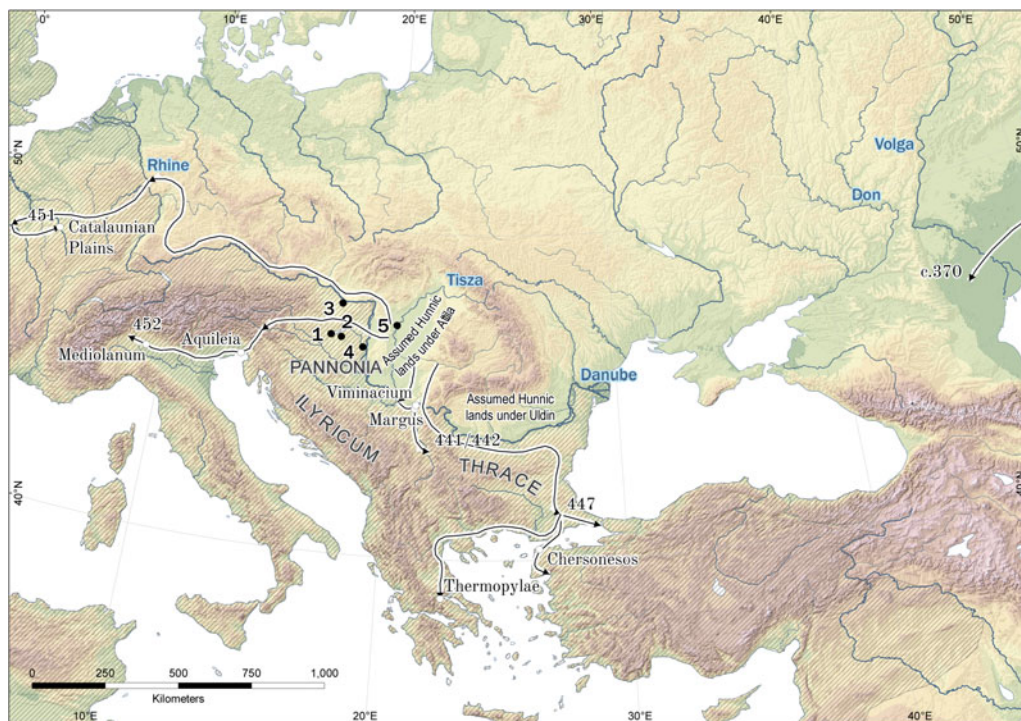 0°
10°E
20°E
30°E
40°E
50°E
50°N
50°N
Volga
Rhine
Don
451
Catalaunian
Plains
c.370
Tisza
3
2
5
1
4
452
Aquileia
Assumed Hunnic
lands under Attila
Mediolanum
PANNONIA
Danube
Viminacium
Assumed Hunnic
lands under Uldin
Margus
ILYRICUM
441/442
THRACE
40°N
40°N
447
Chersonesos
Thermopylae
0
250
500
750
1,000
Kilometers
10°E
20°E
30°E
40°E